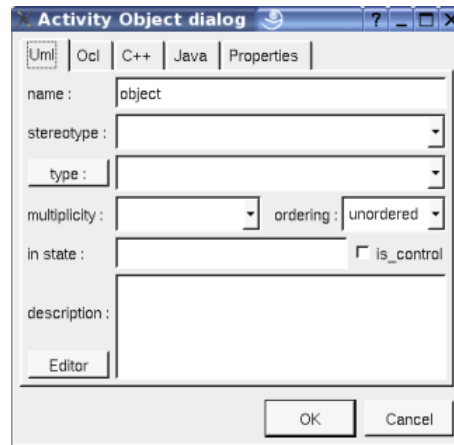 Activity Object dialog ?
Uml Ocl C++ Java Properties
name : object
stereotype :
type :
multiplicity : ordering : unordered
in state : is_control
description :
Editor
OK Cancel